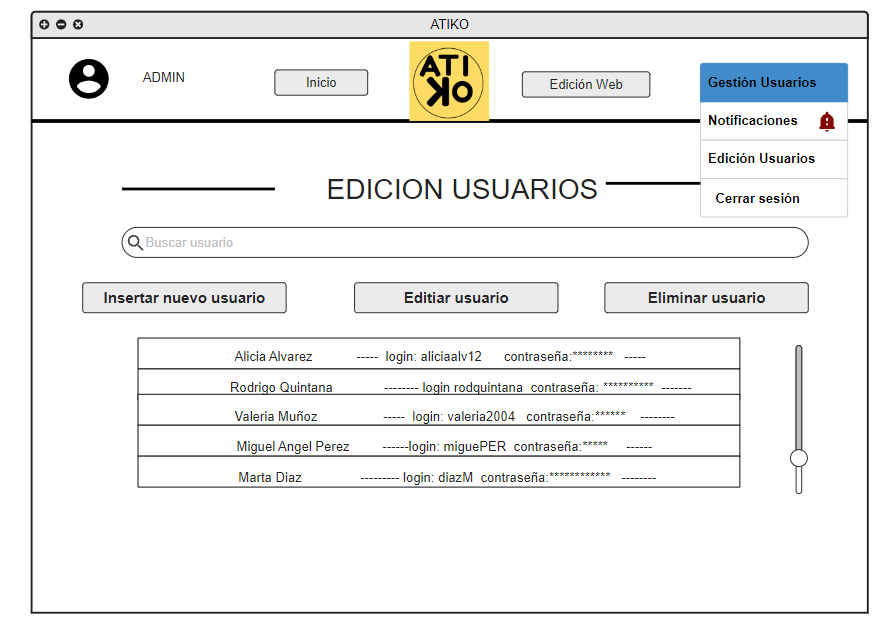 ATIKO
ADMIN
Inicio
ATI
KO
Edición Web
Gestión Usuarios
Notificaciones
Edición Usuarios
Cerrar sesión
EDICION USUARIOS
Buscar usuario
Insertar nuevo usuario
Editiar usuario
Eliminar usuario
Alicia Alvarez ----- login: aliciaalv12 contraseña:******** -----
Rodrigo Quintana -------- login rodquintana contraseña: ********** -------
Valeria Muñoz ----- login: valeria2004 contraseña:****** --------
Miguel Angel Perez ------login: miguePER contraseña:***** ------
Marta Diaz --------- login: diazM contraseña:************ --------